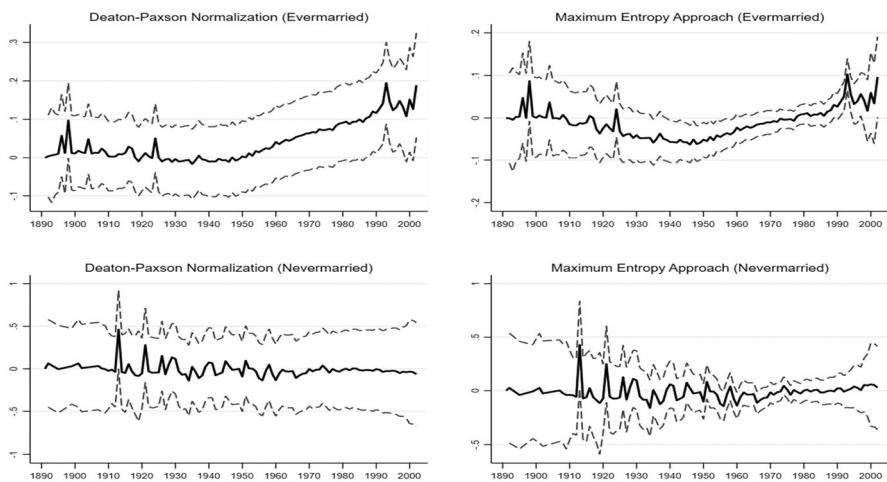 Deaton-Paxson Normalization (Evermarried)
.3
.2
.1
0
-.1
1890 1900 1910 1920 1930 1940 1950 1960 1970 1980 1990 2000
Maximum Entropy Approach (Evermarried)
.2
.1
0
-.1
-.2
1890 1900 1910 1920 1930 1940 1950 1960 1970 1980 1990 2000
Deaton-Paxson Normalization (Nevermarried)
1
.5
0
-.5
-1
1890 1900 1910 1920 1930 1940 1950 1960 1970 1980 1990 2000
Maximum Entropy Approach (Nevermarried)
1
.5
0
-.5
1890 1900 1910 1920 1930 1940 1950 1960 1970 1980 1990 2000